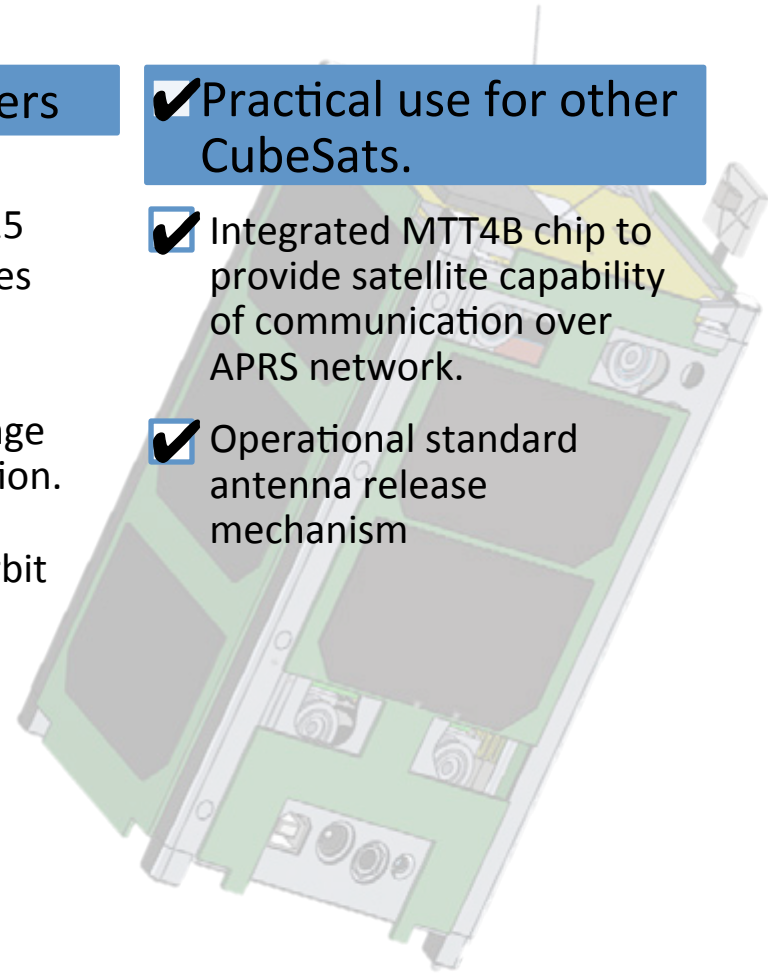 ers
✔Practical use for other
CubeSats.
5
es
ge
ion.
bit
✔ Integrated MTT4B chip to
provide satellite capability
of communication over
APRS network.
✔ Operational standard
antenna release
mechanism